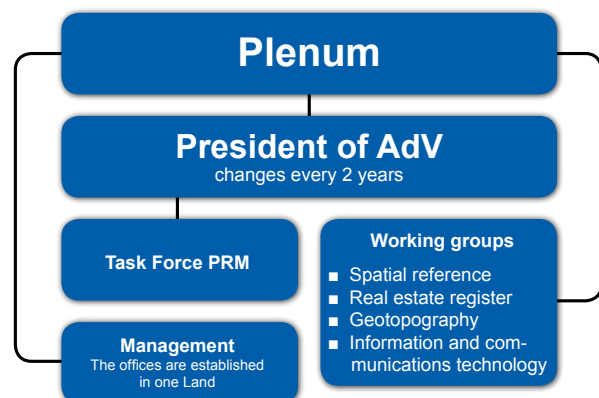 Plenum
President of AdV
changes every 2 years
Task Force PRM
Management
The offices are established
in one Land
Working groups
■ Spatial reference
■ Real estate register
■ Geotopography
■ Information and com-
munications technology